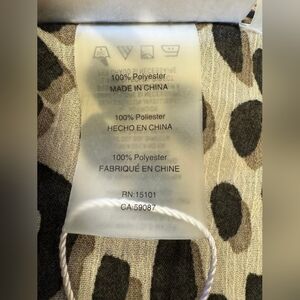 100% Polyester
MADE IN CHINA
100% Poliester
HECHO EN CHINA
100% Polyester
FABRIQUÉ EN CHINE
RN:15101
CA:59087